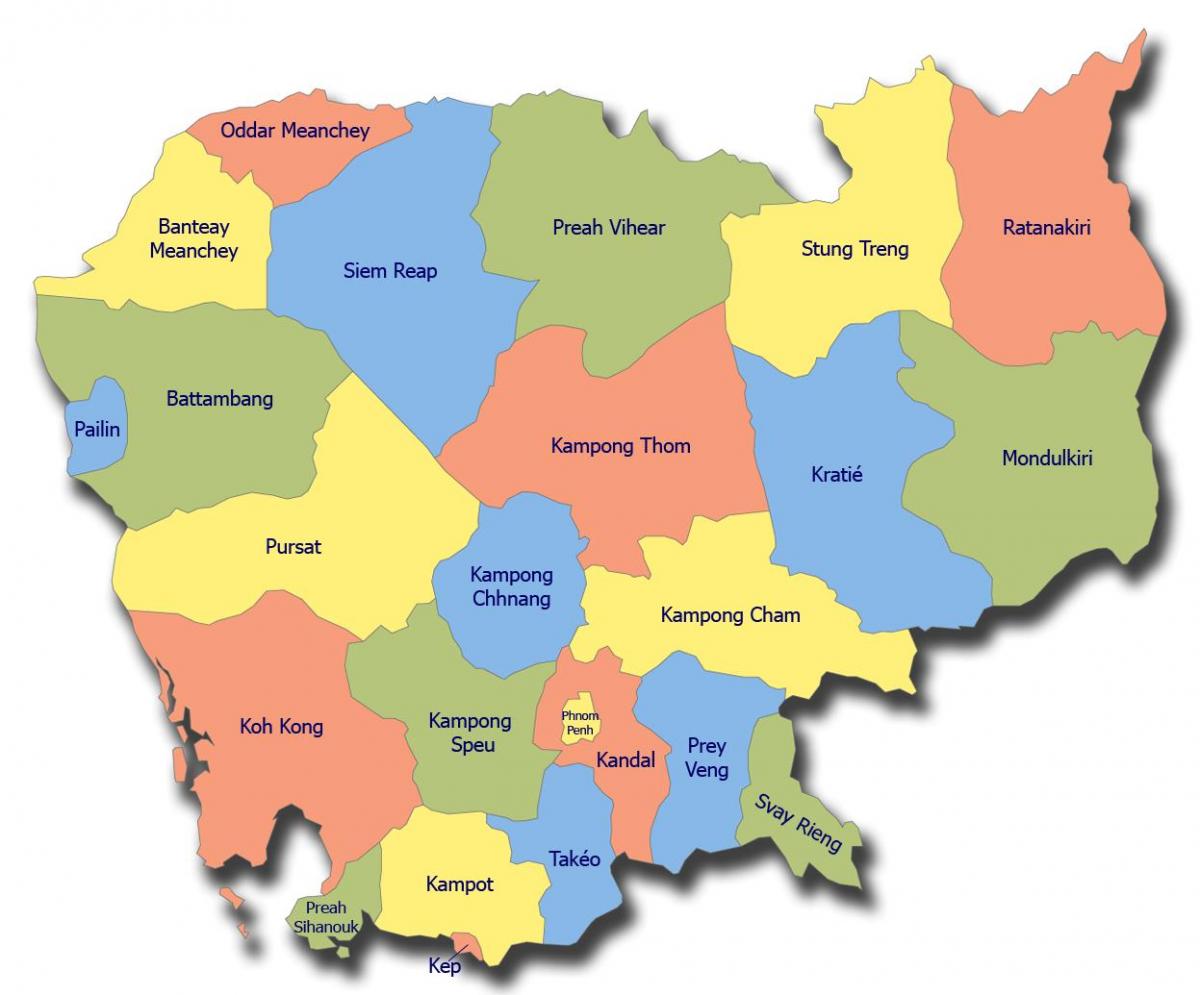 Oddar Meanchey
Banteay
Meanchey
Siem Reap
Preah Vihear
Stung Treng
Ratanakiri
Battambang
Pailin
Kampong Thom
Kratié
Mondulkiri
Pursat
Kampong
Chhnang
Kampong Cham
Koh Kong
Kampong
Speu
Phnom
Penh
Kandal
Prey
Veng
Svay Rieng
Takéo
Kampot
Preah
Sihanouk
Kep